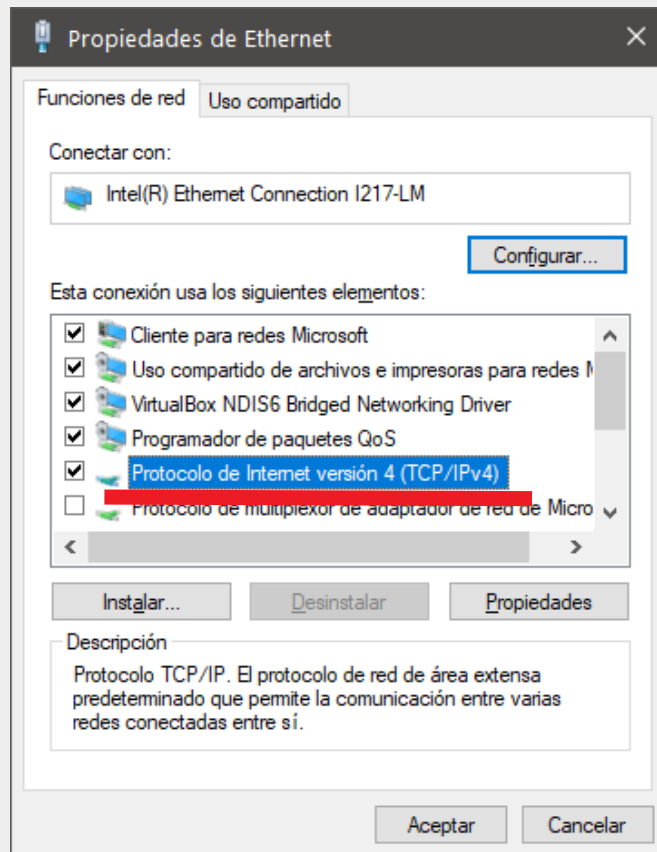 Propiedades de Ethernet
Funciones de red
Uso compartido
Conectar con:
Intel(R) Ethernet Connection I217-LM
Configurar...
Esta conexión usa los siguientes elementos:
Cliente para redes Microsoft
Uso compartido de archivos e impresoras para redes M
VirtualBox NDIS6 Bridged Networking Driver
Programador de paquetes QoS
Protocolo de Internet versión 4 (TCP/IPv4)
Protocolo de multiplexor de adaptador de red de Micro
Instalar...
Desinstalar
Propiedades
Descripción
Protocolo TCP/IP. El protocolo de red de área extensa
predeterminado que permite la comunicación entre varias
redes conectadas entre sí.
Aceptar
Cancelar